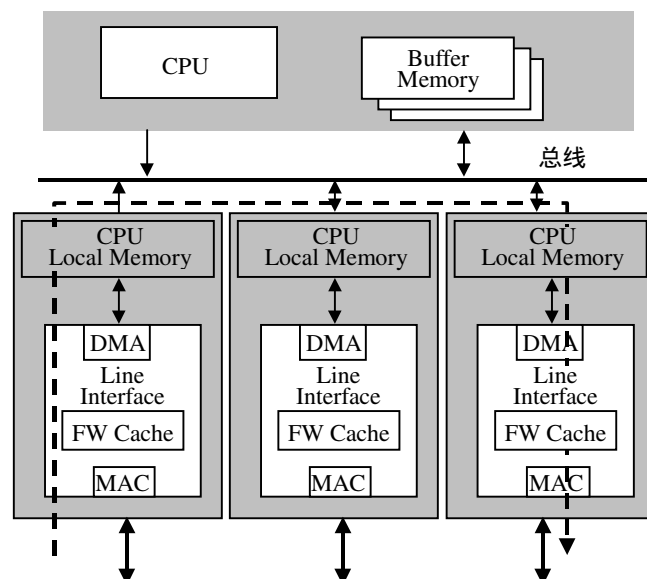 CPU
Buffer
Memory
总线
CPU
Local Memory
CPU
Local Memory
CPU
Local Memory
DMA
Line
Interface
FW Cache
MAC
DMA
Line
Interface
FW Cache
MAC
DMA
Line
Interface
FW Cache
MAC